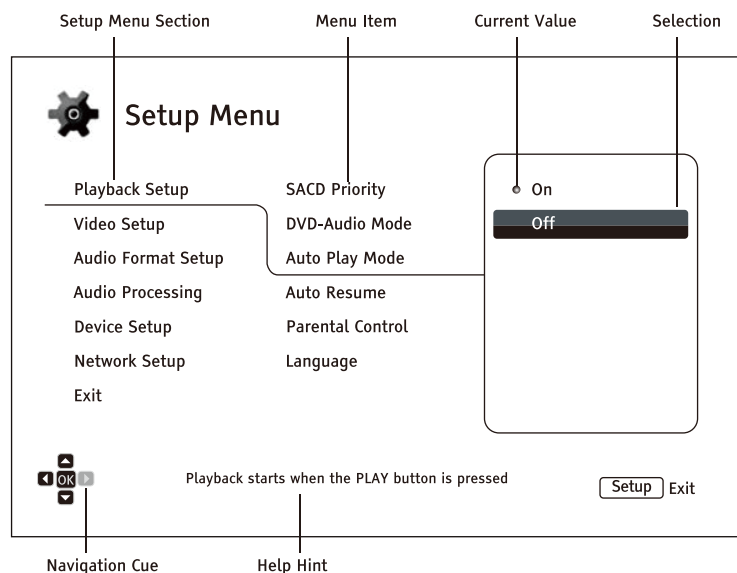 Setup Menu Section Menu Item Current Value Selection
Setup Menu
Playback Setup SACD Priority On
Video Setup DVD-Audio Mode Off
Audio Format Setup Auto Play Mode
Audio Processing Auto Resume
Device Setup Parental Control
Network Setup Language
Exit
OK Playback starts when the PLAY button is pressed Setup Exit
Navigation Cue Help Hint